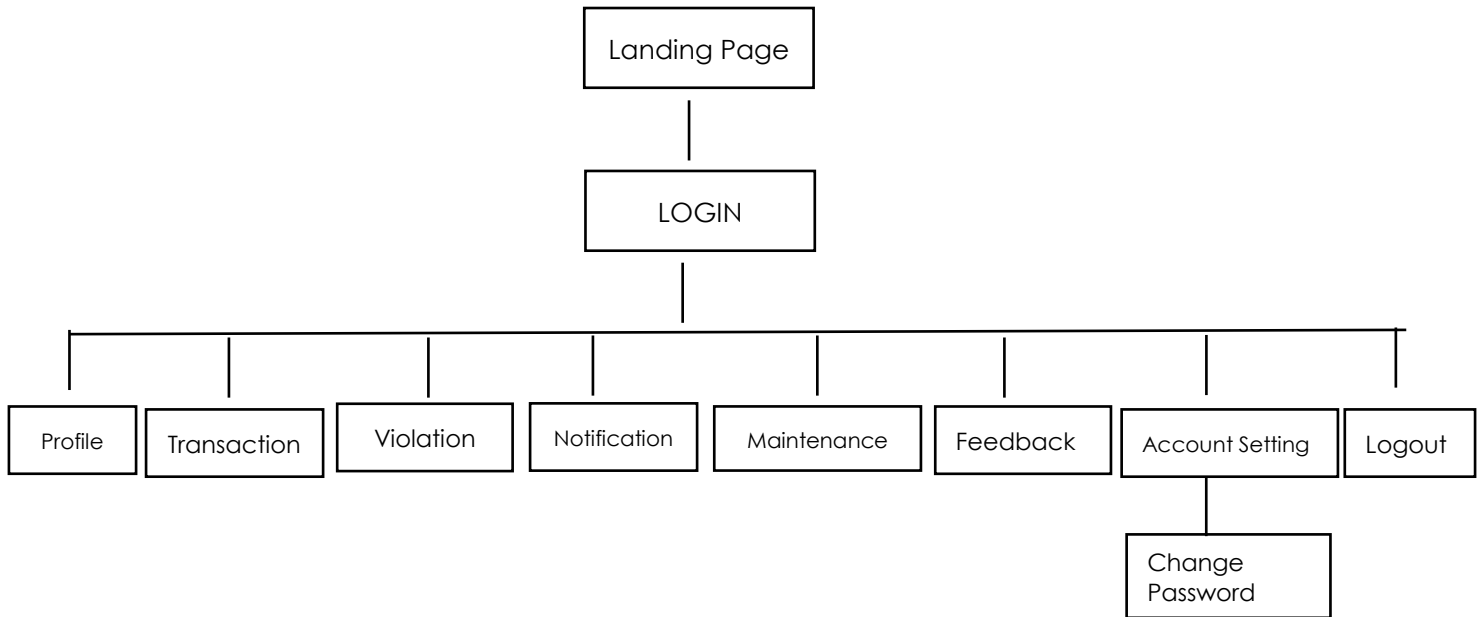 Landing Page
LOGIN
Profile
Transaction
Violation
Notification
Maintenance
Feedback
Account Setting
Logout
Change
Password